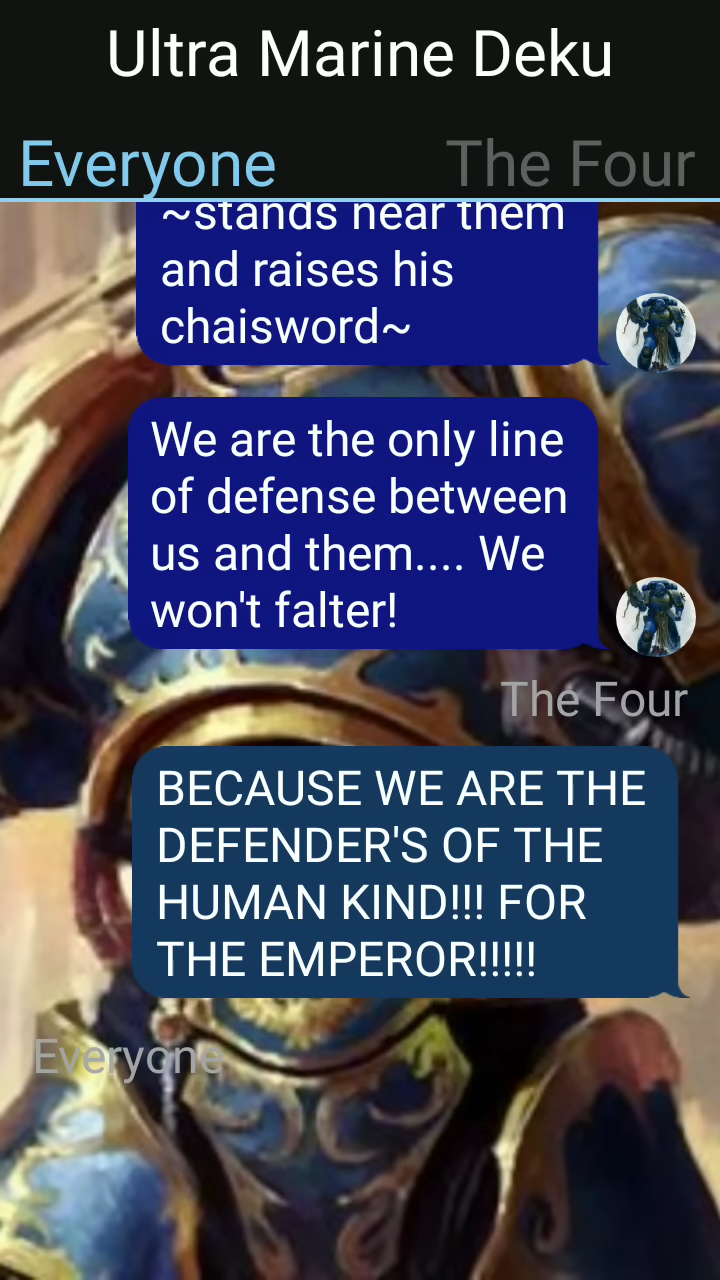 Ultra Marine Deku
Everyone
The Four
~stands near them
and raises his
chaisword~
We are the only line
of defense between
us and them.... We
won't falter!
The Four
BECAUSE WE ARE THE
DEFENDER'S OF THE
HUMAN KIND!!! FOR
THE EMPEROR!!!!!
Everyone